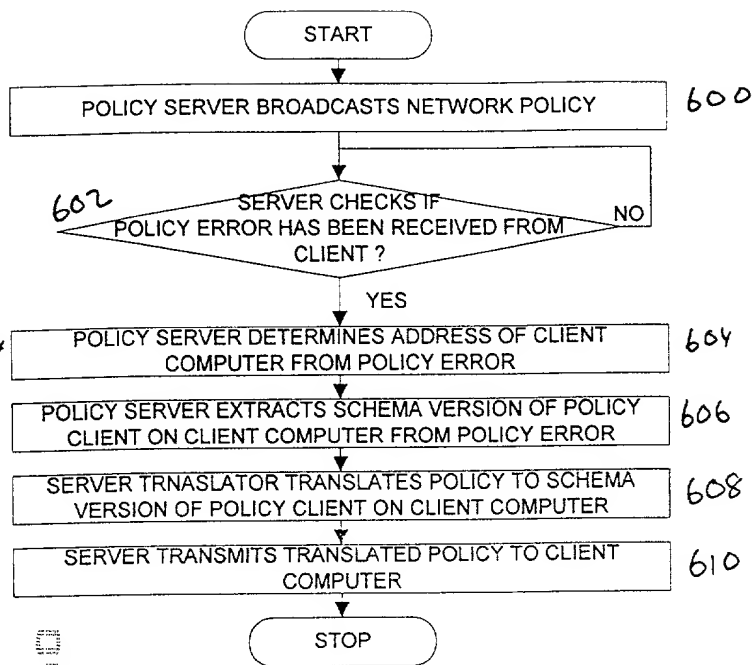 START
POLICY SERVER BROADCASTS NETWORK POLICY
600
602
SERVER CHECKS IF
POLICY ERROR HAS BEEN RECEIVED FROM
CLIENT ?
NO
YES
POLICY SERVER DETERMINES ADDRESS OF CLIENT
COMPUTER FROM POLICY ERROR
604
POLICY SERVER EXTRACTS SCHEMA VERSION OF POLICY
CLIENT ON CLIENT COMPUTER FROM POLICY ERROR
606
SERVER TRNASLATOR TRANSLATES POLICY TO SCHEMA
VERSION OF POLICY CLIENT ON CLIENT COMPUTER
608
SERVER TRANSMITS TRANSLATED POLICY TO CLIENT
COMPUTER
610
STOP